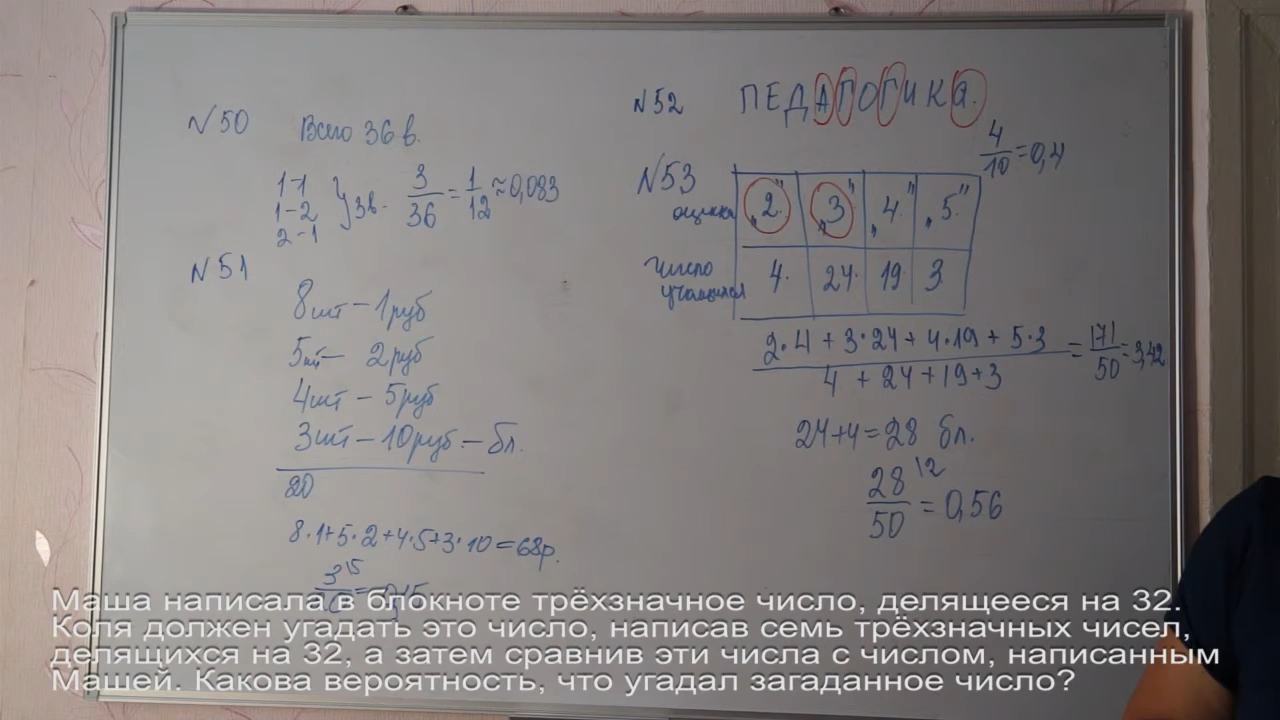 №50 Всего 36 в.
1-1
1-2
2-1
3в. 3/36 = 1/12 ≈ 0,083
№51
8шт - 1руб
5шт - 2руб
4шт - 5руб
3шт - 10руб - бл.
20
8·1+5·2+4·5+3·10=68р.
№52 ПЕДАГОГИКа.
4/10 = 0,4
№53
оценка „2" „3" „4" „5"
число учащихся 4 24 19 3
2·4 + 3·24 + 4·19 + 5·3 / 4 + 24 + 19 + 3 = 171/50 = 3,42
24+4=28 бл.
28\2/50 = 0,56
Маша написала в блокноте трёхзначное число, делящееся на 32.
Коля должен угадать это число, написав семь трёхзначных чисел,
делящихся на 32, а затем сравнив эти числа с числом, написанным
Машей. Какова вероятность, что угадал загаданное число?